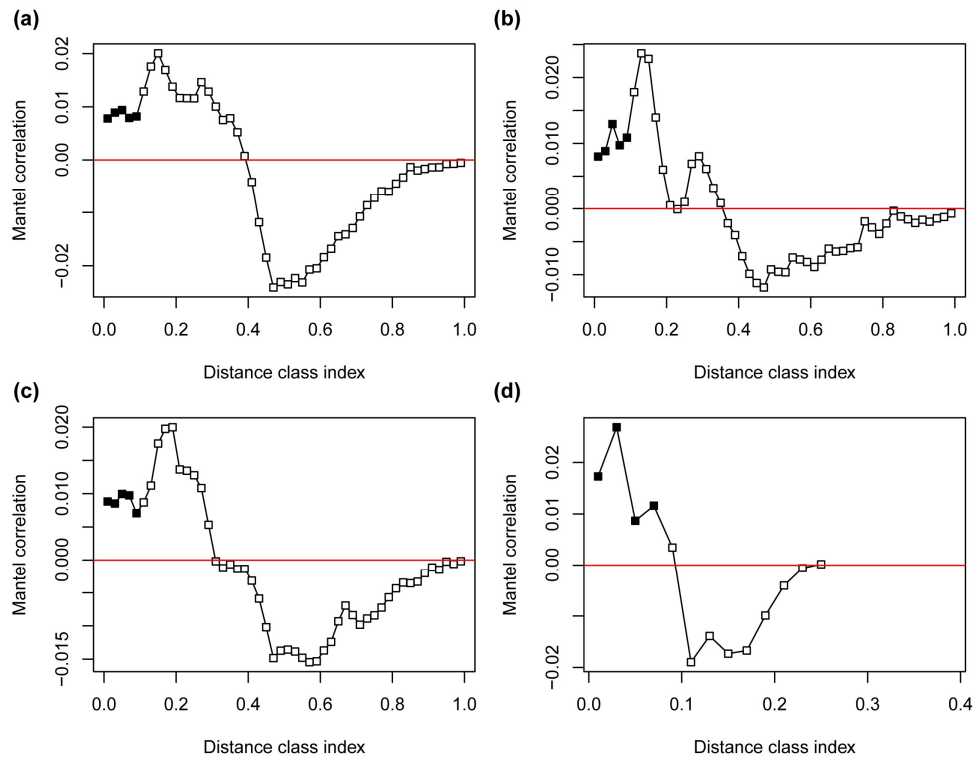 (a)
Mantel correlation
0.02
0.01
0.00
−0.02
0.0 0.2 0.4 0.6 0.8 1.0
Distance class index
(b)
Mantel correlation
0.020
0.010
0.000
−0.010
0.0 0.2 0.4 0.6 0.8 1.0
Distance class index
(c)
Mantel correlation
0.020
0.010
0.000
−0.015
0.0 0.2 0.4 0.6 0.8 1.0
Distance class index
(d)
Mantel correlation
0.02
0.01
0.00
−0.02
0.0 0.1 0.2 0.3 0.4
Distance class index